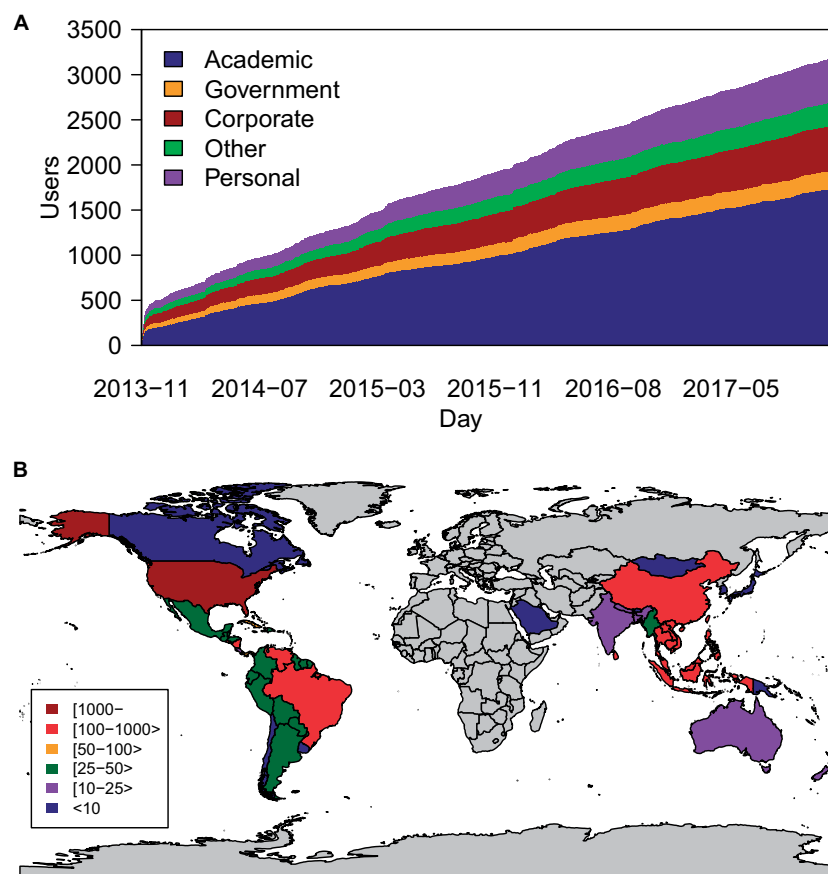 A
3500
3000
2500
2000
1500
1000
500
0
Users
Academic
Government
Corporate
Other
Personal
2013−11 2014−07 2015−03 2015−11 2016−08 2017−05
Day
B
[1000−
[100−1000>
[50−100>
[25−50>
[10−25>
<10